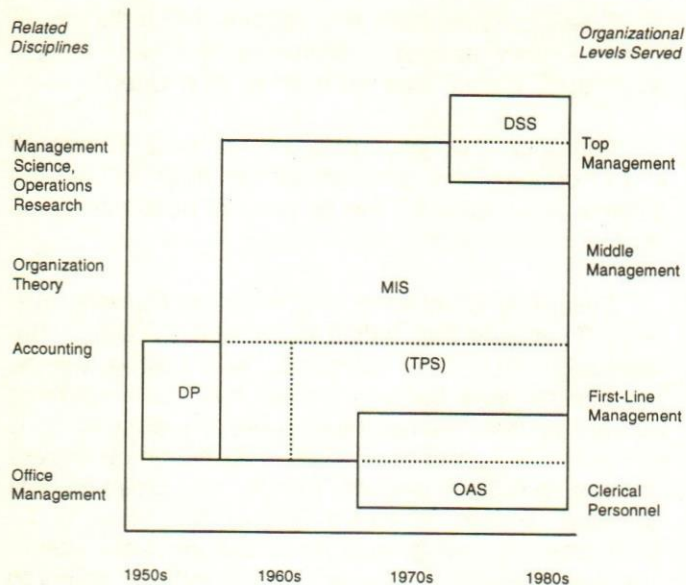 Related
Disciplines
Organizational
Levels Served
DSS
Management
Science,
Operations
Research
Top
Management
Organization
Theory
MIS
Middle
Management
Accounting
(TPS)
DP
First-Line
Management
Office
Management
OAS
Clerical
Personnel
1950s 1960s 1970s 1980s